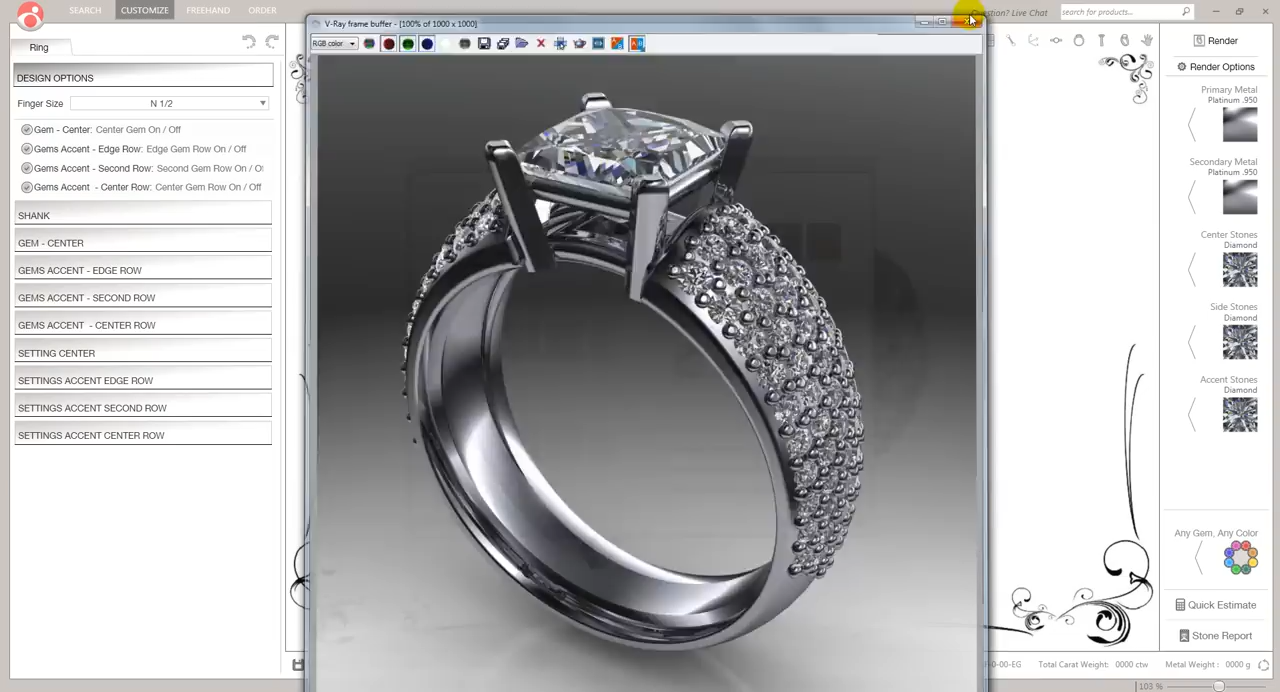 SEARCH CUSTOMIZE FREEHAND ORDER
V-Ray frame buffer - [100% of 1000 x 1000]
Question? Live Chat
search for products...
RGB color
Ring
DESIGN OPTIONS
Finger Size N 1/2
Gem - Center: Center Gem On / Off
Gems Accent - Edge Row: Edge Gem Row On / Off
Gems Accent - Second Row: Second Gem Row On / O
Gems Accent - Center Row: Center Gem Row On / Off
SHANK
GEM - CENTER
GEMS ACCENT - EDGE ROW
GEMS ACCENT - SECOND ROW
GEMS ACCENT - CENTER ROW
SETTING CENTER
SETTINGS ACCENT EDGE ROW
SETTINGS ACCENT SECOND ROW
SETTINGS ACCENT CENTER ROW
Render
Render Options
Primary Metal
Platinum .950
Secondary Metal
Platinum .950
Center Stones
Diamond
Side Stones
Diamond
Accent Stones
Diamond
Any Gem, Any Color
Quick Estimate
Stone Report
0-00-EG Total Carat Weight: 0000 ctw Metal Weight : 0000 g
103 %